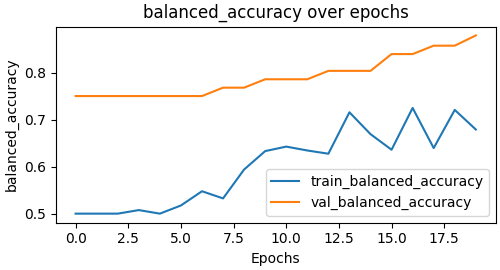 balanced_accuracy over epochs
balanced_accuracy
0.8
0.7
0.6
0.5
train_balanced_accuracy
val_balanced_accuracy
0.0 2.5 5.0 7.5 10.0 12.5 15.0 17.5
Epochs